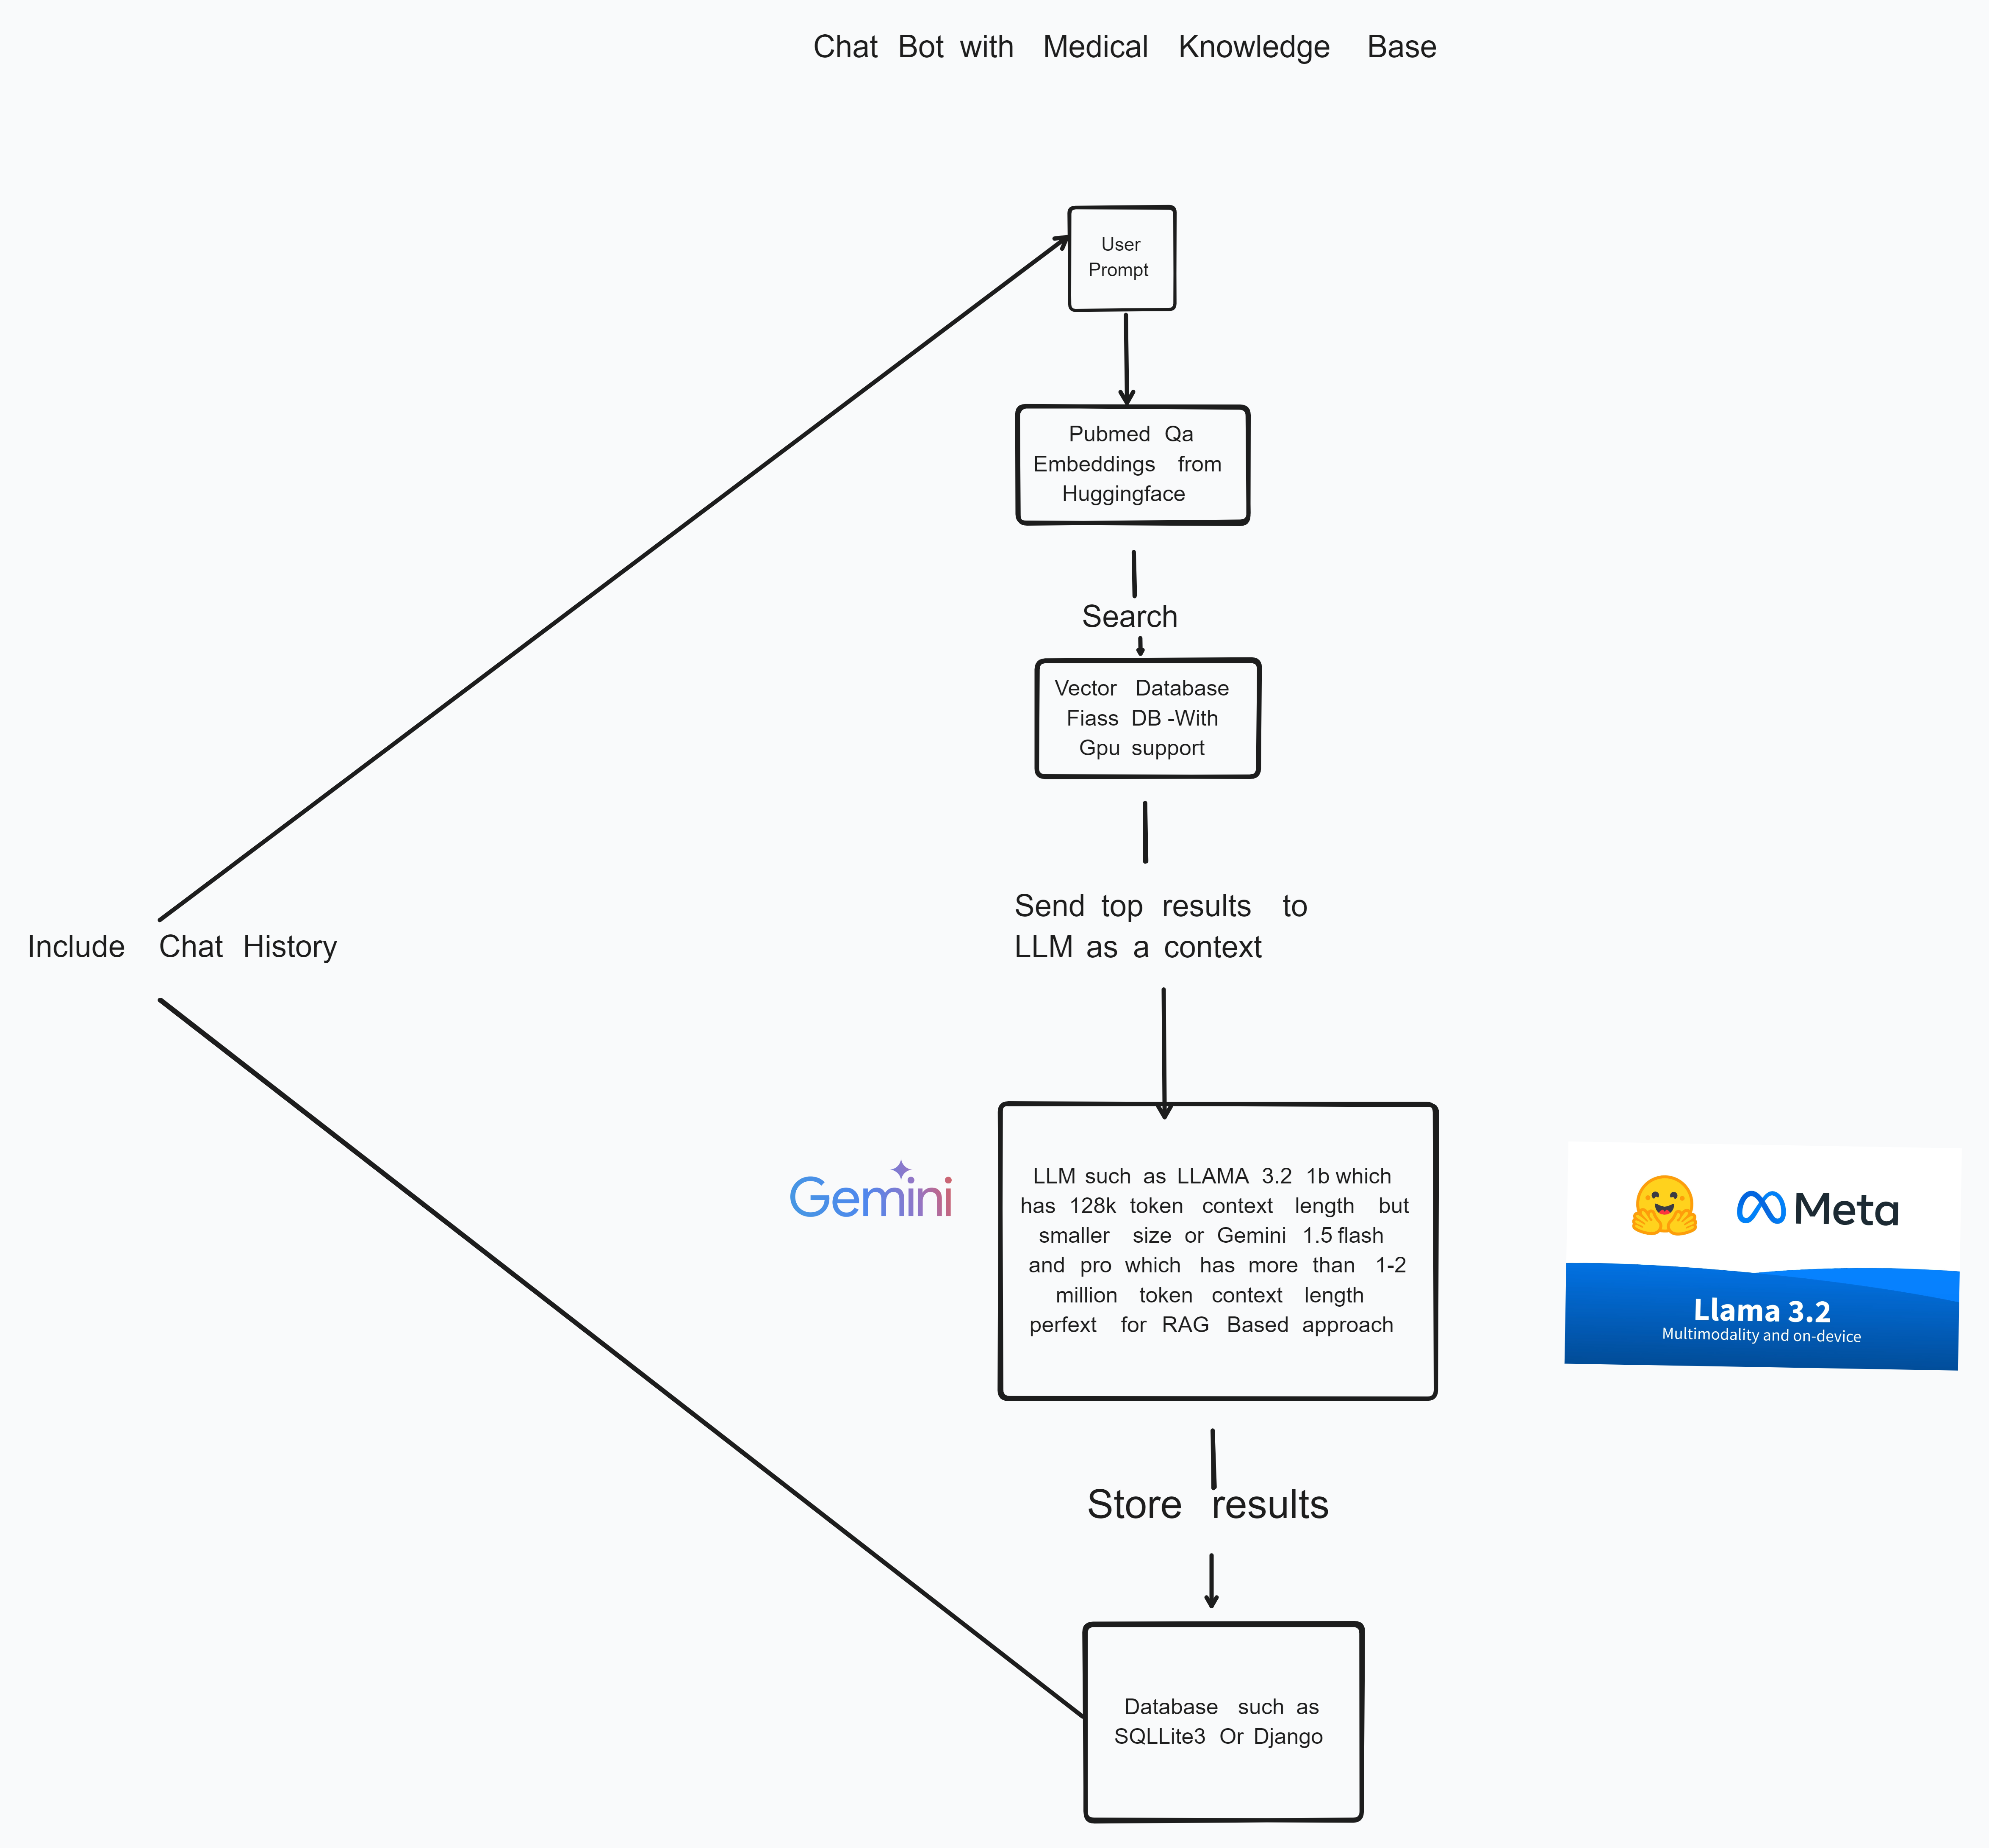 Chat Bot with Medical Knowledge Base
User
Prompt
Pubmed Qa
Embeddings from
Huggingface
Search
Vector Database
Fiass DB -With
Gpu support
Send top results to
LLM as a context
Include Chat History
Gemini
LLM such as LLAMA 3.2 1b which
has 128k token context length but
smaller size or Gemini 1.5 flash
and pro which has more than 1-2
million token context length
perfext for RAG Based approach
Meta
Llama 3.2
Multimodality and on-device
Store results
Database such as
SQLLite3 Or Django